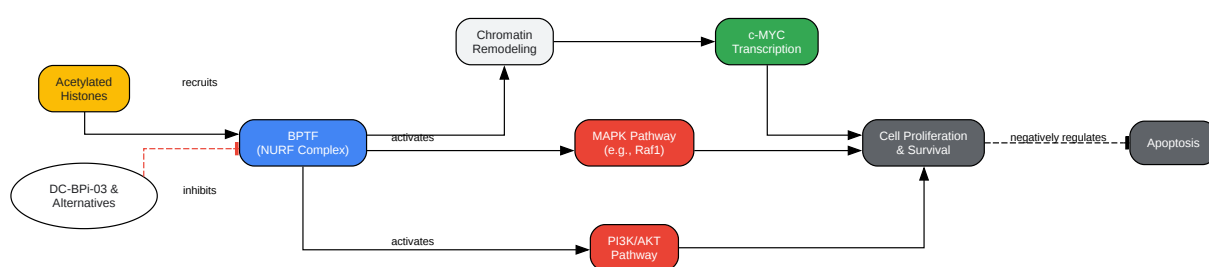 Chromatin
Remodeling
c-MYC
Transcription
Acetylated
Histones
recruits
BPTF
(NURF Complex)
activates
MAPK Pathway
(e.g., Raf1)
Cell Proliferation
& Survival
negatively regulates
Apoptosis
DC-BPi-03 &
Alternatives
inhibits
activates
PI3K/AKT
Pathway